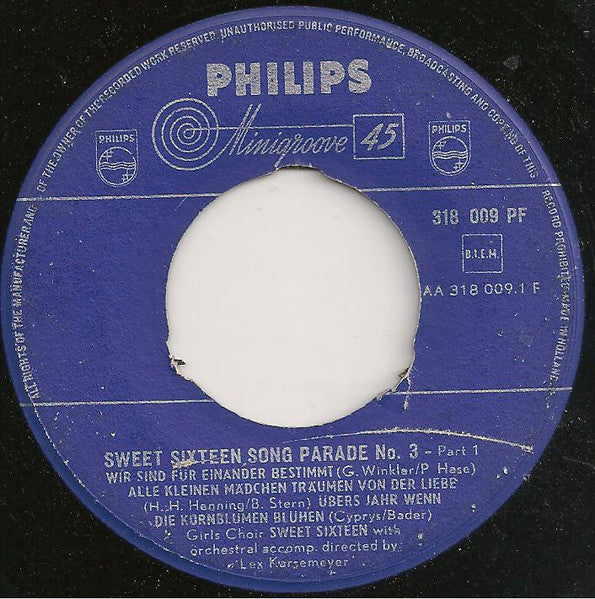 ALL RIGHTS OF THE MANUFACTURER AND OF THE OWNER OF THE RECORDED WORK RESERVED UNAUTHORISED PUBLIC PERFORMANCE, BROADCASTING AND COPYING OF THIS RECORD PROHIBITED MADE IN HOLLAND
PHILIPS
Minigroove 45
PHILIPS
PHILIPS
318 009 PF
B.I.E.M.
AA 318 009.1 F
SWEET SIXTEEN SONG PARADE No. 3 - Part 1
WIR SIND FÜR EINANDER BESTIMMT (G. Winkler/P. Hase)
ALLE KLEINEN MÄDCHEN TRÄUMEN VON DER LIEBE
(H. H. Henning/B. Stern) ÜBERS JAHR WENN
DIE KORNBLUMEN BLÜHEN (Cyprys/Bader)
Girls Choir SWEET SIXTEEN with
orchestral accomp. directed by
Lex Karsemeyer